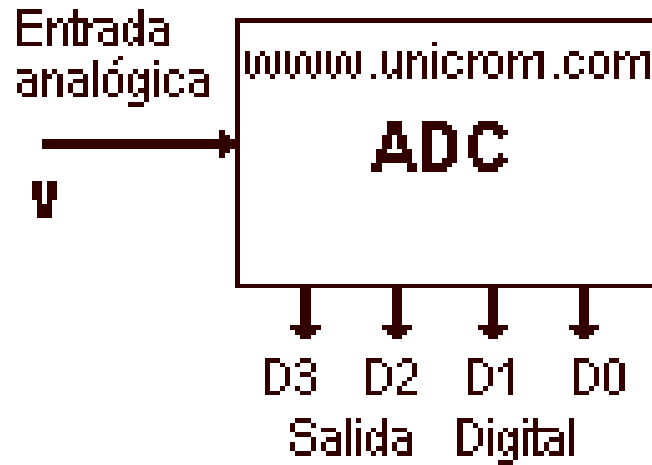 Entrada
analógica
www.unicrom.com
ADC
V
D3 D2 D1 D0
Salida Digital